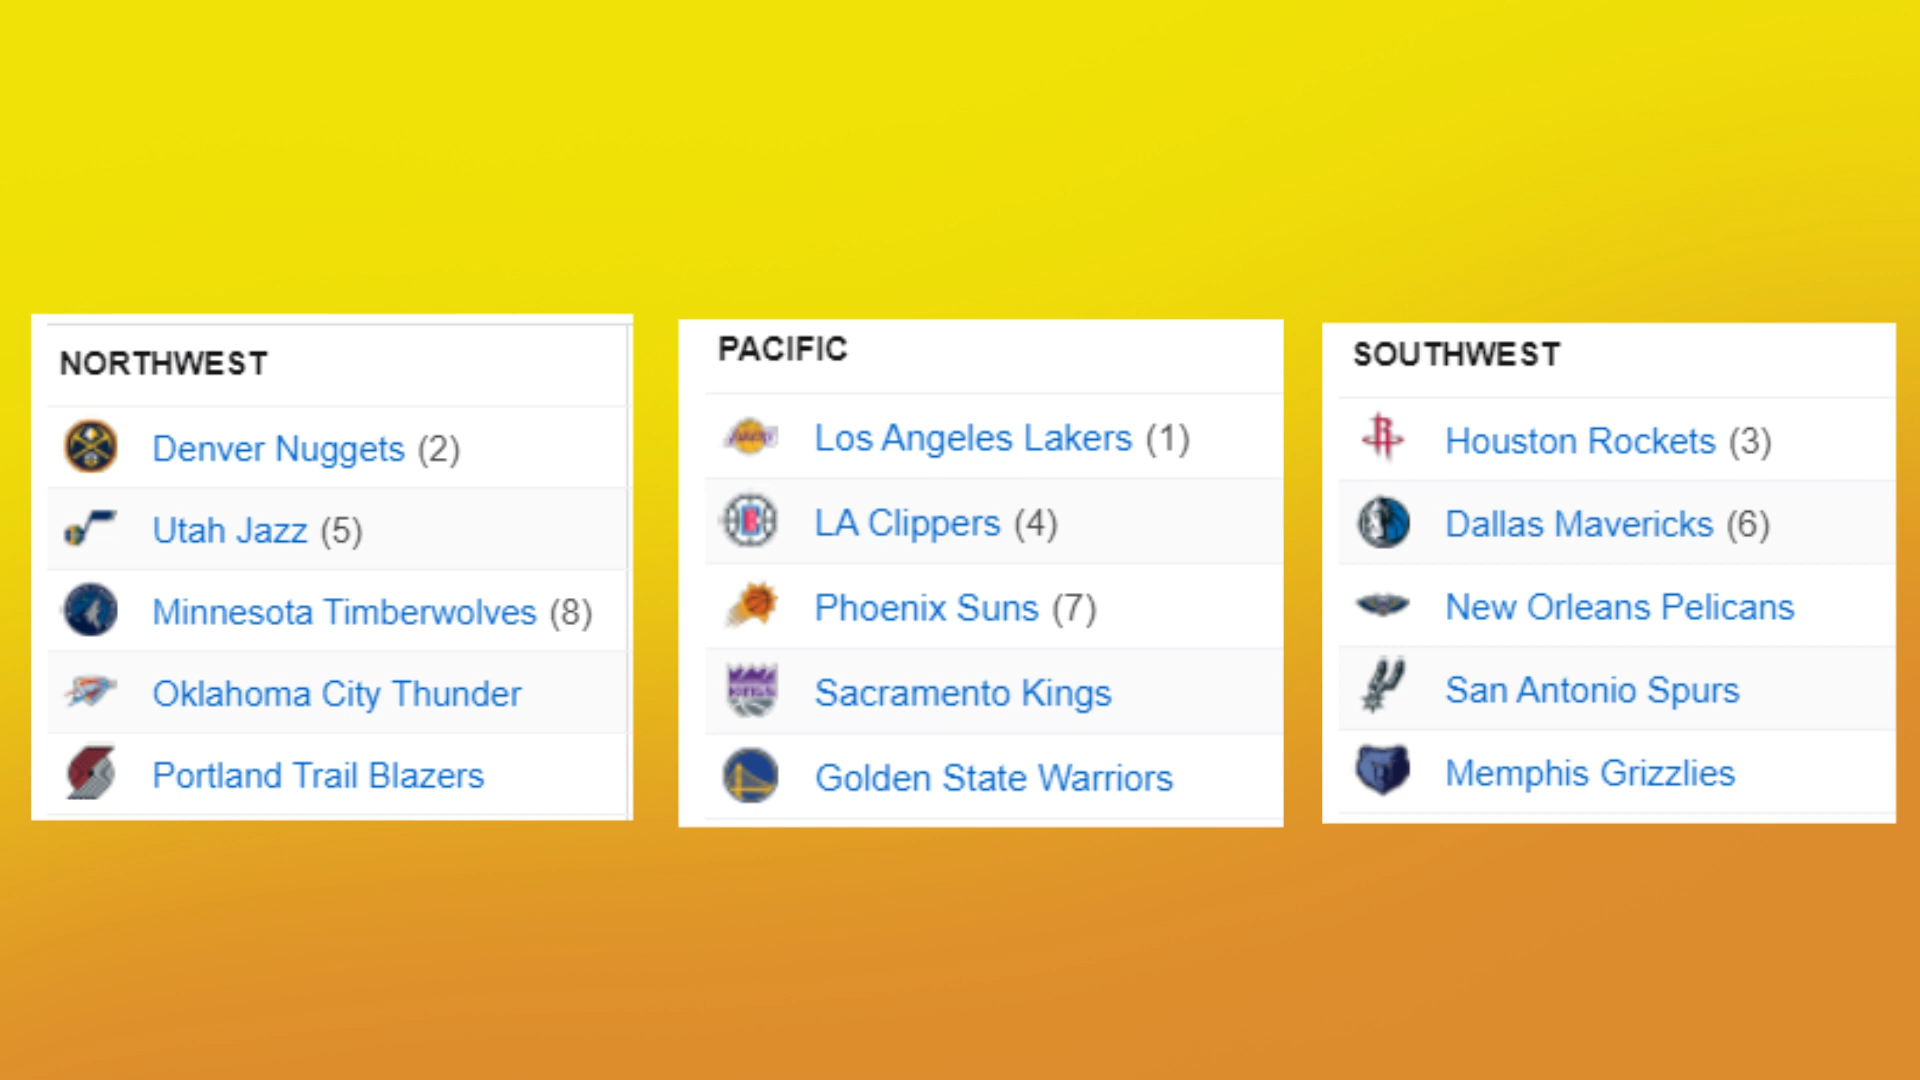 NORTHWEST
Denver Nuggets (2)
Utah Jazz (5)
Minnesota Timberwolves (8)
Oklahoma City Thunder
Portland Trail Blazers
PACIFIC
Los Angeles Lakers (1)
LA Clippers (4)
Phoenix Suns (7)
Sacramento Kings
Golden State Warriors
SOUTHWEST
Houston Rockets (3)
Dallas Mavericks (6)
New Orleans Pelicans
San Antonio Spurs
Memphis Grizzlies